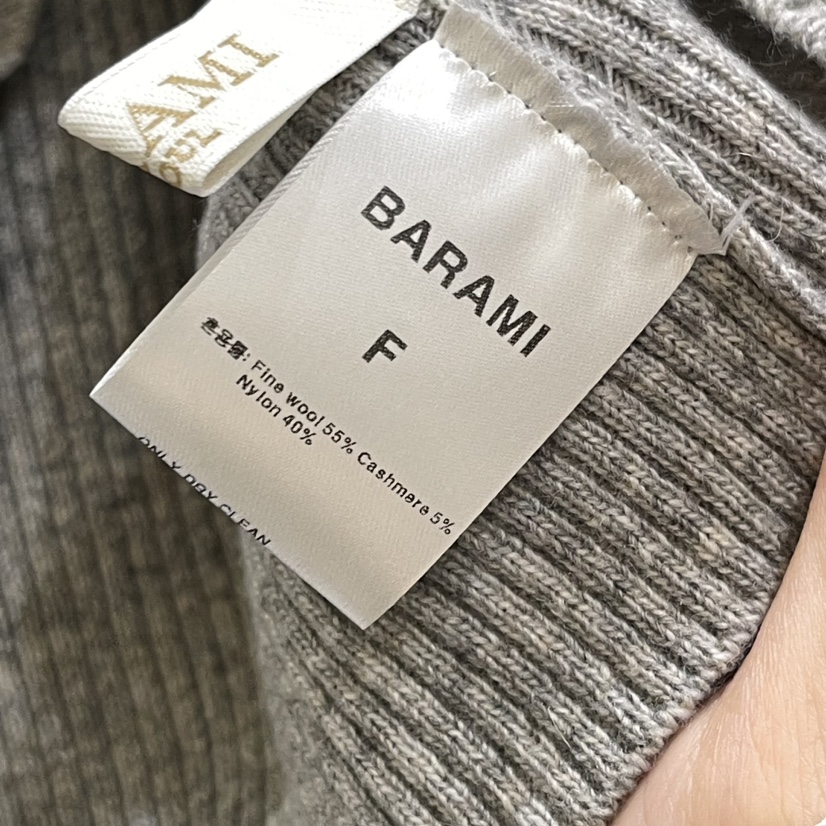 AMI
BARAMI
F
혼용률: Fine wool 55% Cashmere 5%
Nylon 40%
ONLY DRY CLEAN